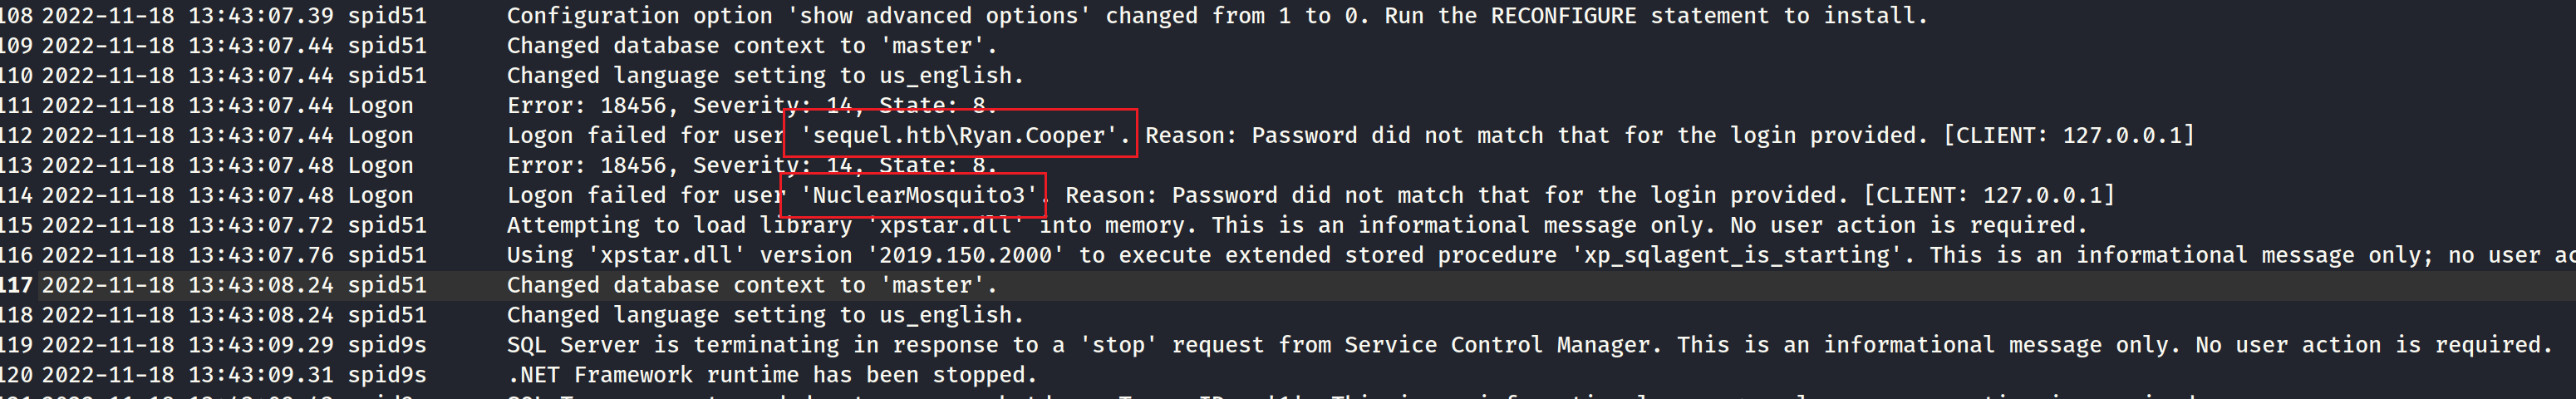 108 2022-11-18 13:43:07.39 spid51 Configuration option 'show advanced options' changed from 1 to 0. Run the RECONFIGURE statement to install.
109 2022-11-18 13:43:07.44 spid51 Changed database context to 'master'.
110 2022-11-18 13:43:07.44 spid51 Changed language setting to us_english.
111 2022-11-18 13:43:07.44 Logon Error: 18456, Severity: 14, State: 8.
112 2022-11-18 13:43:07.44 Logon Logon failed for user 'sequel.htb\Ryan.Cooper'. Reason: Password did not match that for the login provided. [CLIENT: 127.0.0.1]
113 2022-11-18 13:43:07.48 Logon Error: 18456, Severity: 14, State: 8.
114 2022-11-18 13:43:07.48 Logon Logon failed for user 'NuclearMosquito3'. Reason: Password did not match that for the login provided. [CLIENT: 127.0.0.1]
115 2022-11-18 13:43:07.72 spid51 Attempting to load library 'xpstar.dll' into memory. This is an informational message only. No user action is required.
116 2022-11-18 13:43:07.76 spid51 Using 'xpstar.dll' version '2019.150.2000' to execute extended stored procedure 'xp_sqlagent_is_starting'. This is an informational message only; no user ac
117 2022-11-18 13:43:08.24 spid51 Changed database context to 'master'.
118 2022-11-18 13:43:08.24 spid51 Changed language setting to us_english.
119 2022-11-18 13:43:09.29 spid9s SQL Server is terminating in response to a 'stop' request from Service Control Manager. This is an informational message only. No user action is required.
120 2022-11-18 13:43:09.31 spid9s .NET Framework runtime has been stopped.